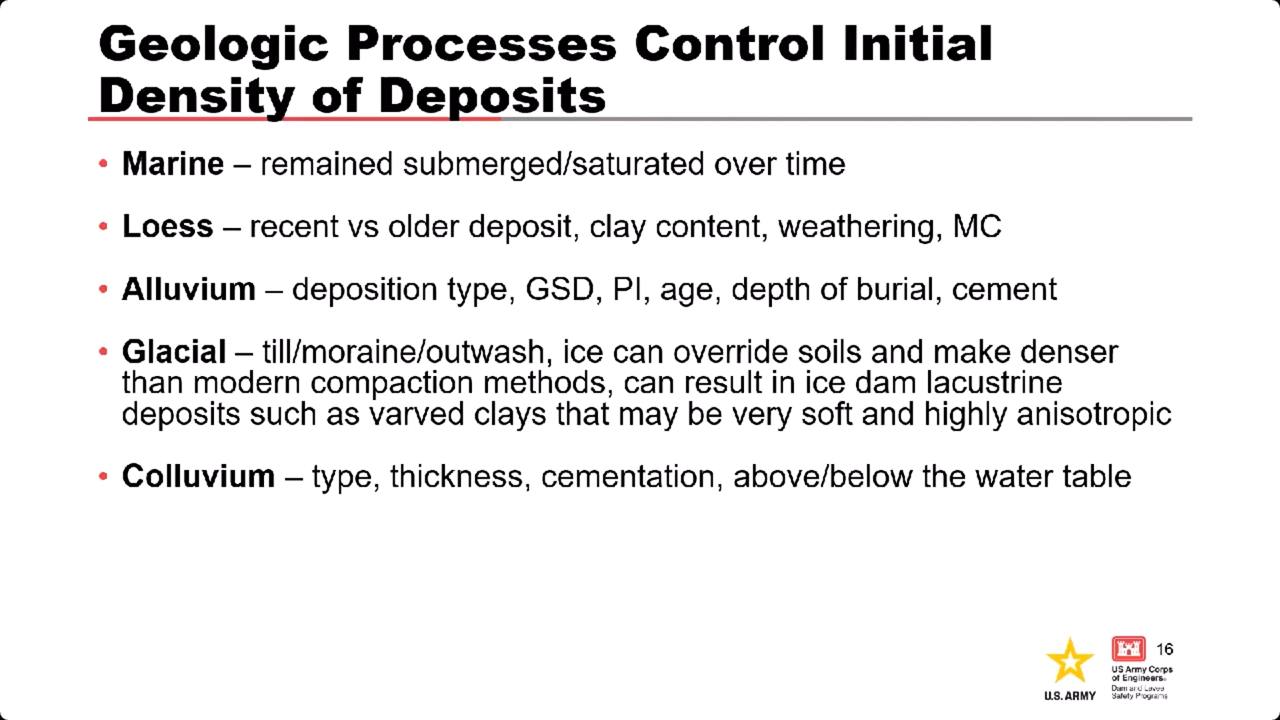 Geologic Processes Control Initial
Density of Deposits
• Marine – remained submerged/saturated over time
• Loess – recent vs older deposit, clay content, weathering, MC
• Alluvium – deposition type, GSD, PI, age, depth of burial, cement
• Glacial – till/moraine/outwash, ice can override soils and make denser
than modern compaction methods, can result in ice dam lacustrine
deposits such as varved clays that may be very soft and highly anisotropic
• Colluvium – type, thickness, cementation, above/below the water table
16
U.S. ARMY
US Army Corps
of Engineers®
Dam and Levee
Safety Programs